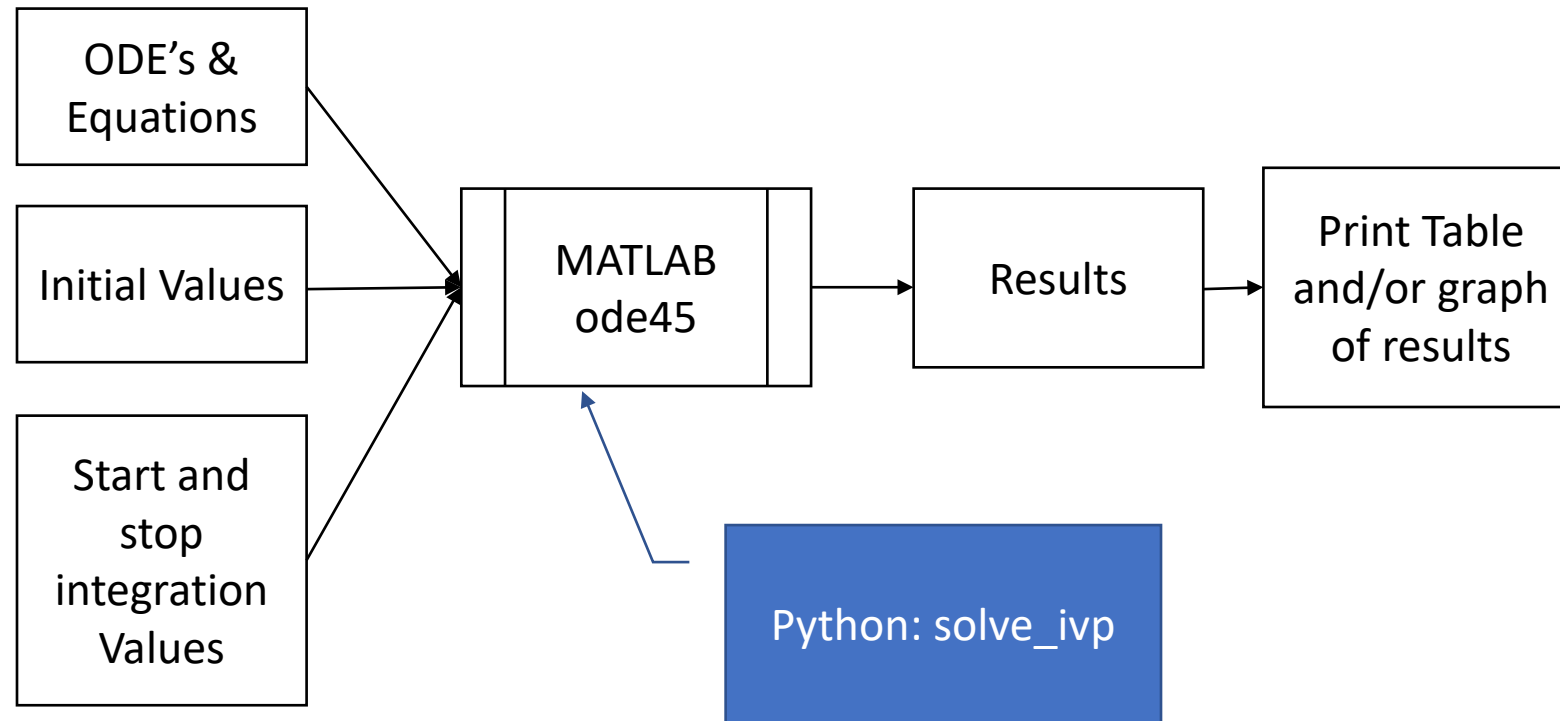 ODE’s &
Equations
Initial Values
Start and
stop
integration
Values
MATLAB
ode45
Results
Print Table
and/or graph
of results
Python: solve_ivp